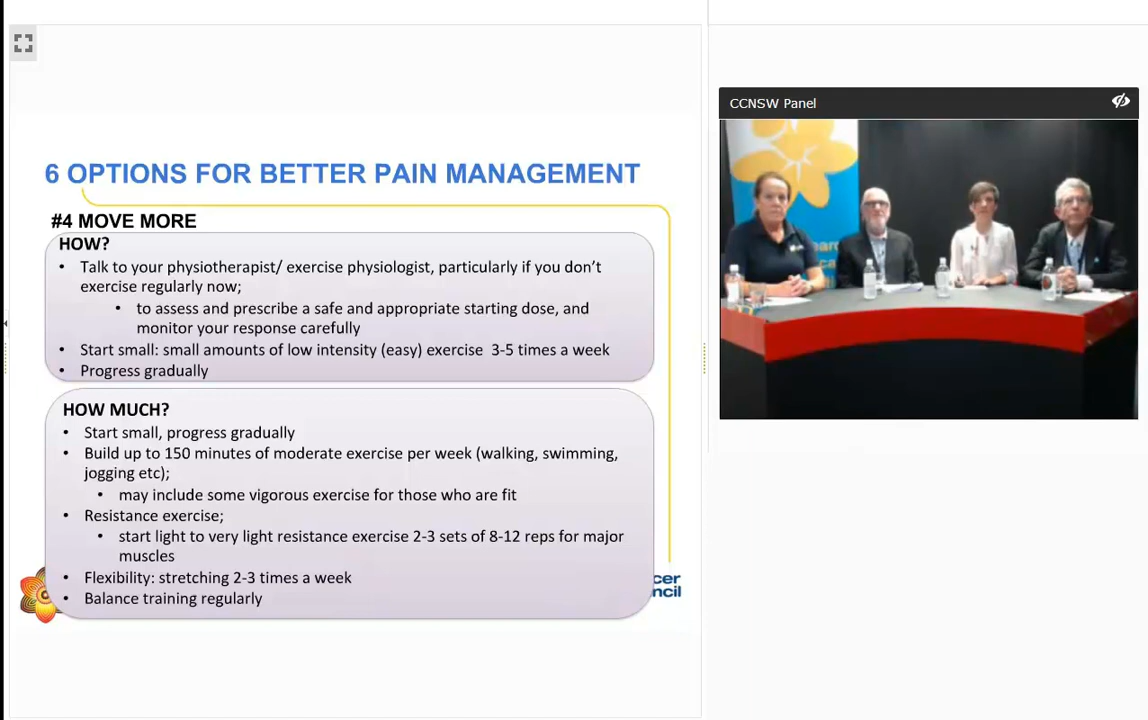 CCNSW Panel
6 OPTIONS FOR BETTER PAIN MANAGEMENT
#4 MOVE MORE
HOW?
• Talk to your physiotherapist/ exercise physiologist, particularly if you don’t
exercise regularly now;
• to assess and prescribe a safe and appropriate starting dose, and
monitor your response carefully
• Start small: small amounts of low intensity (easy) exercise 3-5 times a week
• Progress gradually
HOW MUCH?
• Start small, progress gradually
• Build up to 150 minutes of moderate exercise per week (walking, swimming,
jogging etc);
• may include some vigorous exercise for those who are fit
• Resistance exercise;
• start light to very light resistance exercise 2-3 sets of 8-12 reps for major
muscles
• Flexibility: stretching 2-3 times a week
• Balance training regularly
cer
ncil